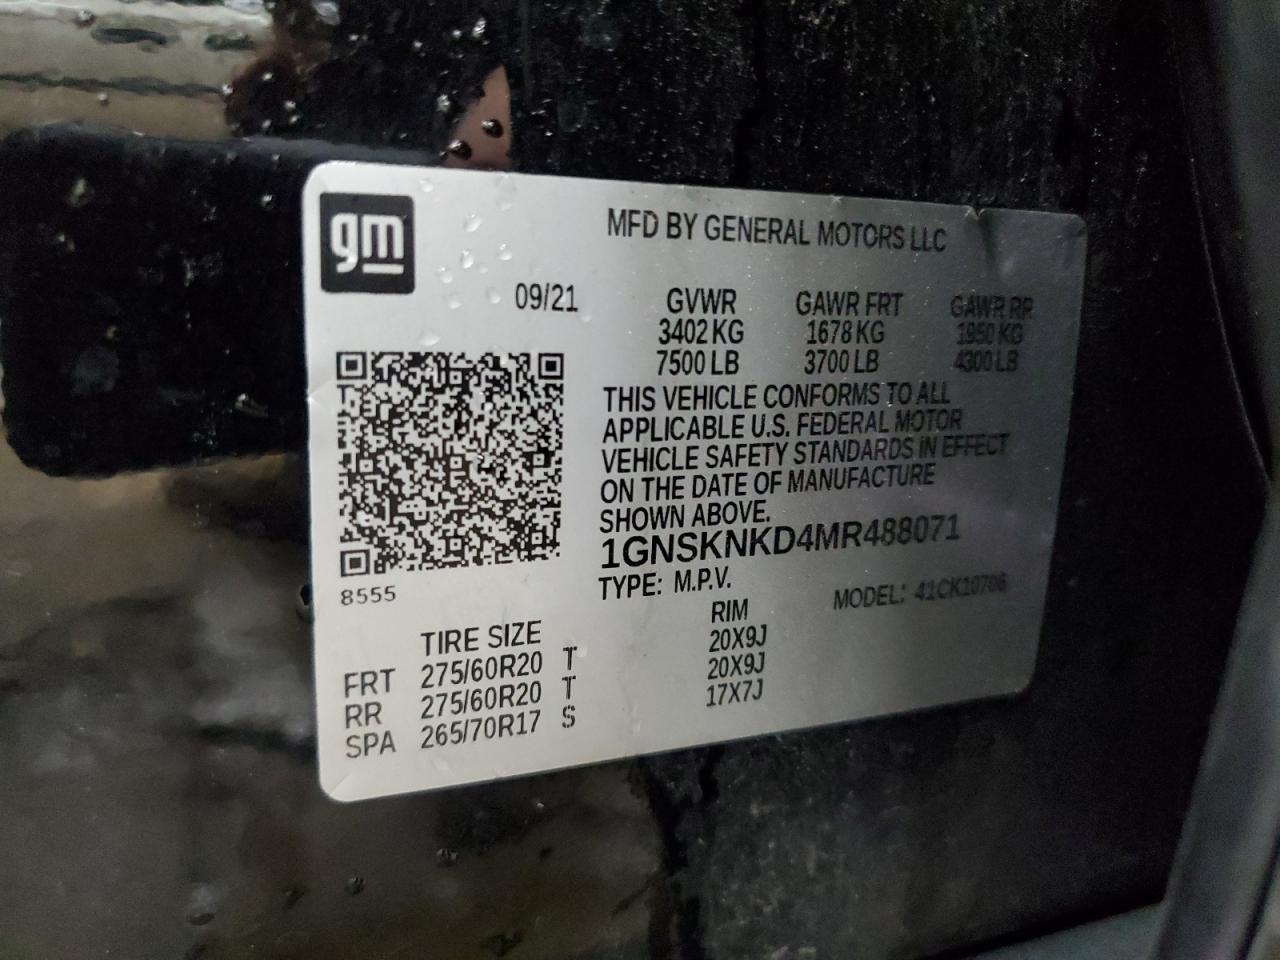 gm
MFD BY GENERAL MOTORS LLC
09/21 GVWR GAWR FRT GAWR RR
3402 KG 1678 KG 1950 KG
7500 LB 3700 LB 4300 LB
THIS VEHICLE CONFORMS TO ALL
APPLICABLE U.S. FEDERAL MOTOR
VEHICLE SAFETY STANDARDS IN EFFECT
ON THE DATE OF MANUFACTURE
SHOWN ABOVE.
1GNSKNKD4MR488071
8555
TYPE: M.P.V. MODEL: 41CK10706
TIRE SIZE RIM
FRT 275/60R20 T 20X9J
RR 275/60R20 T 20X9J
SPA 265/70R17 S 17X7J